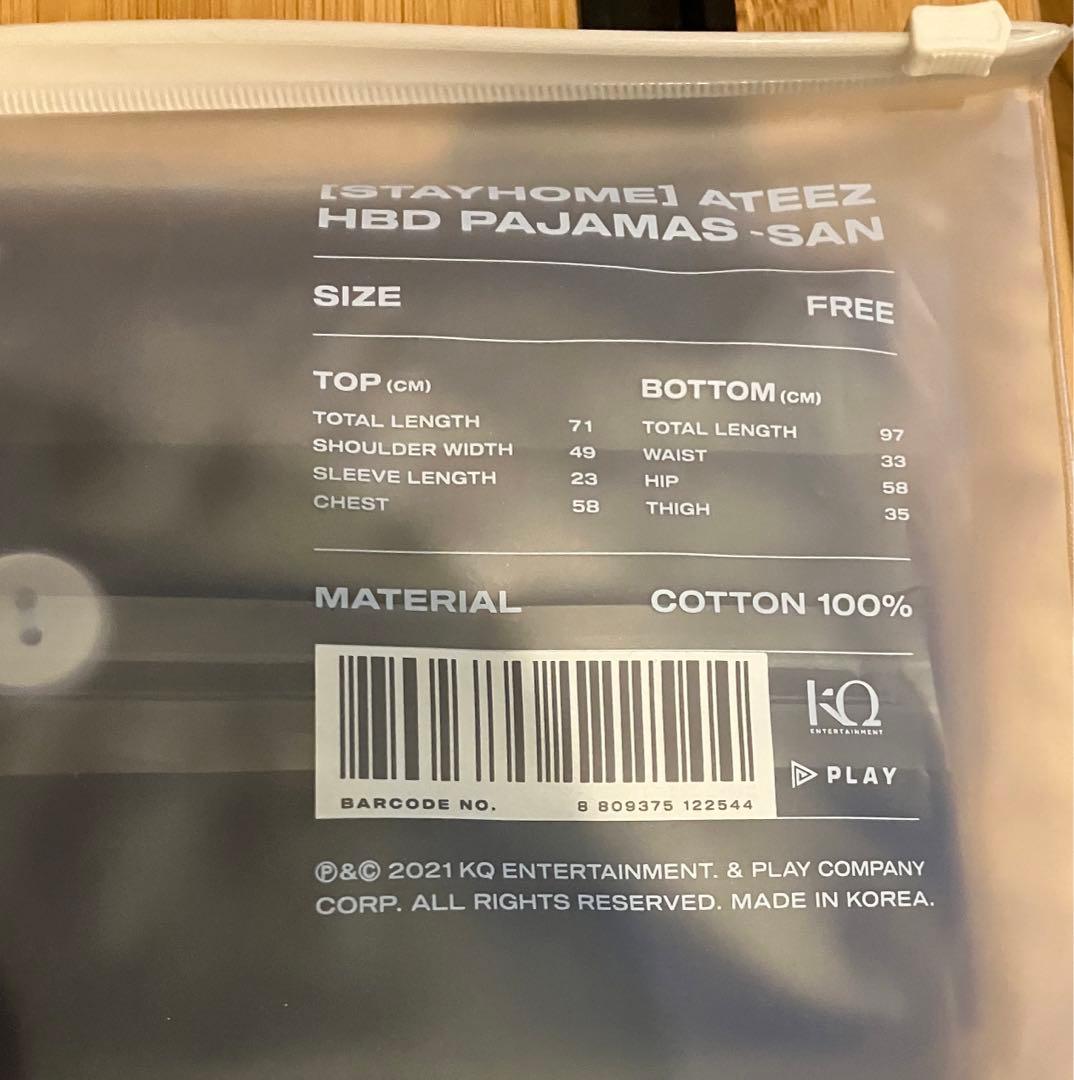 [STAYHOME] ATEEZ
HBD PAJAMAS -SAN
SIZE FREE
TOP (CM)
TOTAL LENGTH 71
SHOULDER WIDTH 49
SLEEVE LENGTH 23
CHEST 58
BOTTOM (CM)
TOTAL LENGTH 97
WAIST 33
HIP 58
THIGH 35
MATERIAL COTTON 100%
BARCODE NO. 8 809375 122544
KQ
ENTERTAINMENT
PLAY
℗&© 2021 KQ ENTERTAINMENT. & PLAY COMPANY
CORP. ALL RIGHTS RESERVED. MADE IN KOREA.